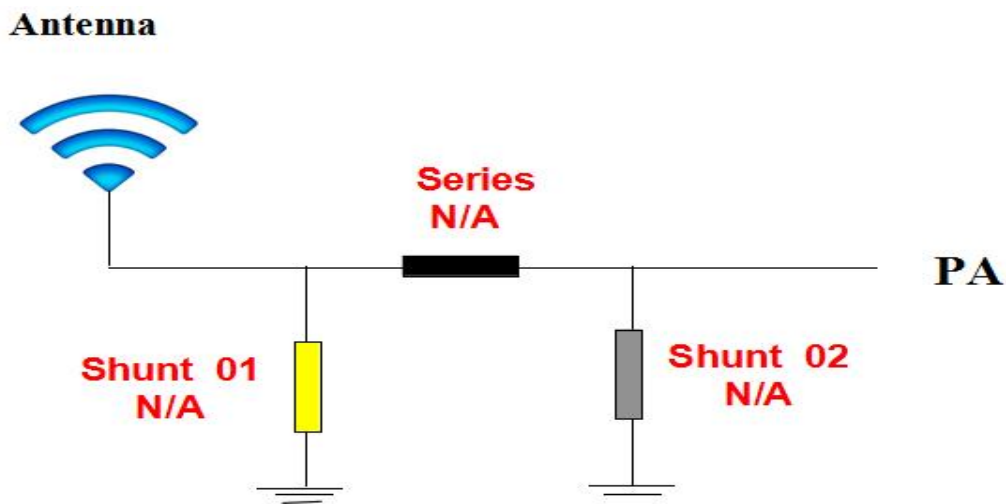 Antenna
Series
N/A
PA
Shunt 01
N/A
Shunt 02
N/A